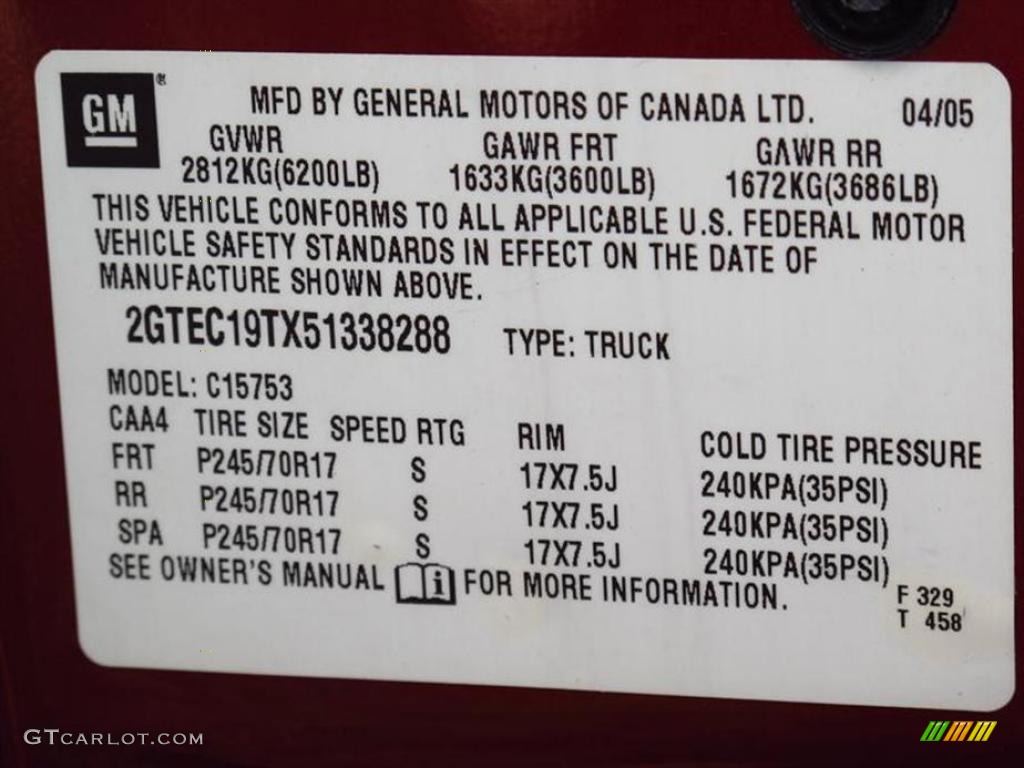 GM®
MFD BY GENERAL MOTORS OF CANADA LTD. 04/05
GVWR GAWR FRT GAWR RR
2812KG(6200LB) 1633KG(3600LB) 1672KG(3686LB)
THIS VEHICLE CONFORMS TO ALL APPLICABLE U.S. FEDERAL MOTOR
VEHICLE SAFETY STANDARDS IN EFFECT ON THE DATE OF
MANUFACTURE SHOWN ABOVE.
2GTEC19TX51338288 TYPE: TRUCK
MODEL: C15753
CAA4 TIRE SIZE SPEED RTG RIM COLD TIRE PRESSURE
FRT P245/70R17 S 17X7.5J 240KPA(35PSI)
RR P245/70R17 S 17X7.5J 240KPA(35PSI)
SPA P245/70R17 S 17X7.5J 240KPA(35PSI)
SEE OWNER'S MANUAL i FOR MORE INFORMATION.
F 329
T 458
GTCARLOT.COM